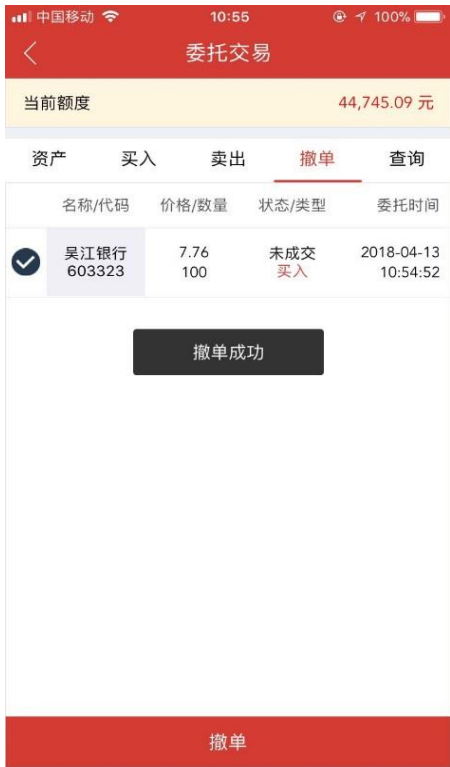 中国移动 10:55 100%
委托交易
当前额度 44,745.09 元
资产 买入 卖出 撤单 查询
名称/代码 价格/数量 状态/类型 委托时间
吴江银行 7.76 未成交 2018-04-13
603323 100 买入 10:54:52
撤单成功
撤单